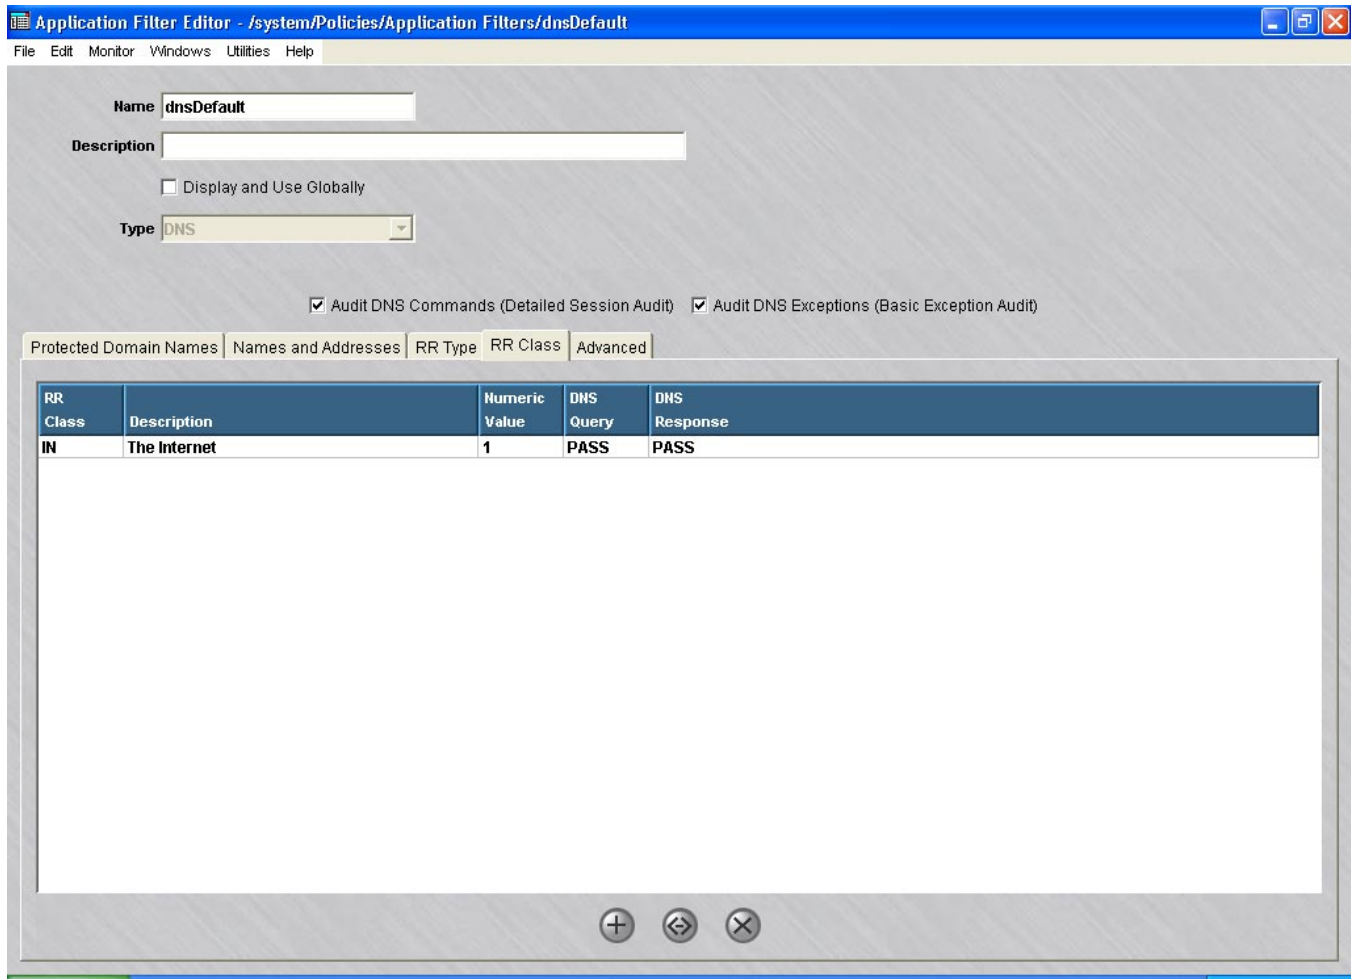 Application Filter Editor - /system/Policies/Application Filters/dnsDefault
File Edit Monitor Windows Utilities Help
Name dnsDefault
Description
Display and Use Globally
Type DNS
Audit DNS Commands (Detailed Session Audit) Audit DNS Exceptions (Basic Exception Audit)
Protected Domain Names Names and Addresses RR Type RR Class Advanced
RR Numeric DNS DNS
Class Description Value Query Response
IN The Internet 1 PASS PASS